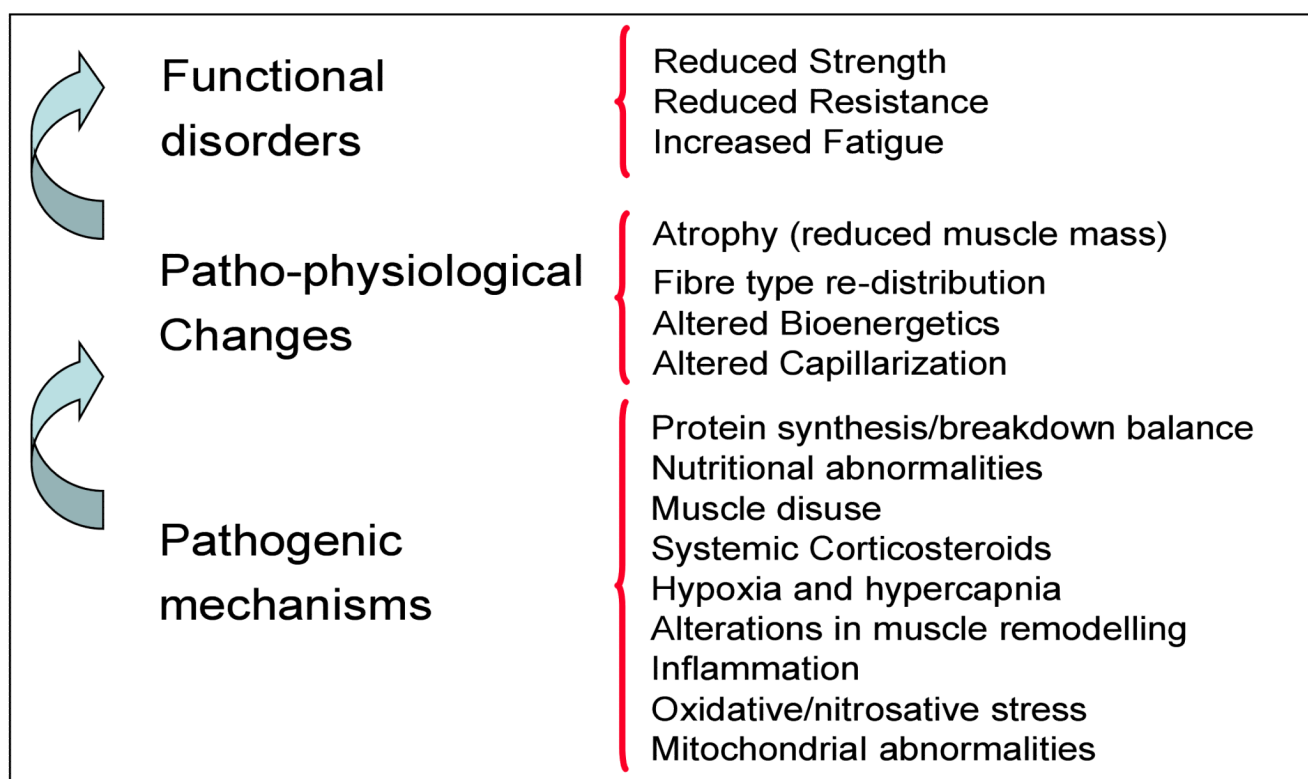 Functional
disorders
Reduced Strength
Reduced Resistance
Increased Fatigue
Patho-physiological
Changes
Atrophy (reduced muscle mass)
Fibre type re-distribution
Altered Bioenergetics
Altered Capillarization
Pathogenic
mechanisms
Protein synthesis/breakdown balance
Nutritional abnormalities
Muscle disuse
Systemic Corticosteroids
Hypoxia and hypercapnia
Alterations in muscle remodelling
Inflammation
Oxidative/nitrosative stress
Mitochondrial abnormalities